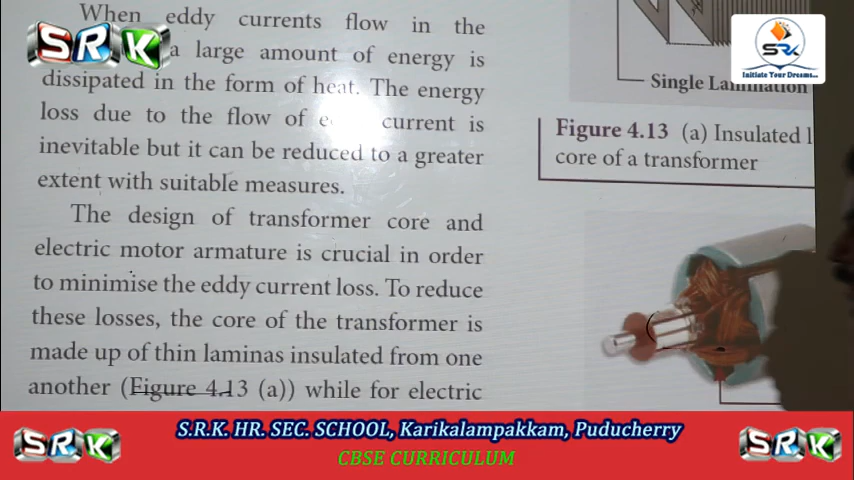 When eddy currents flow in the
SRK
a large amount of energy is
dissipated in the form of heat. The energy
loss due to the flow of e current is
inevitable but it can be reduced to a greater
extent with suitable measures.
The design of transformer core and
electric motor armature is crucial in order
to minimise the eddy current loss. To reduce
these losses, the core of the transformer is
made up of thin laminas insulated from one
another (Figure 4.13 (a)) while for electric
SRK
Initiate Your Dreams...
Single Lamination
Figure 4.13 (a) Insulated l
core of a transformer
SRK
S.R.K. HR. SEC. SCHOOL, Karikalampakkam, Puducherry
CBSE CURRICULUM
SRK